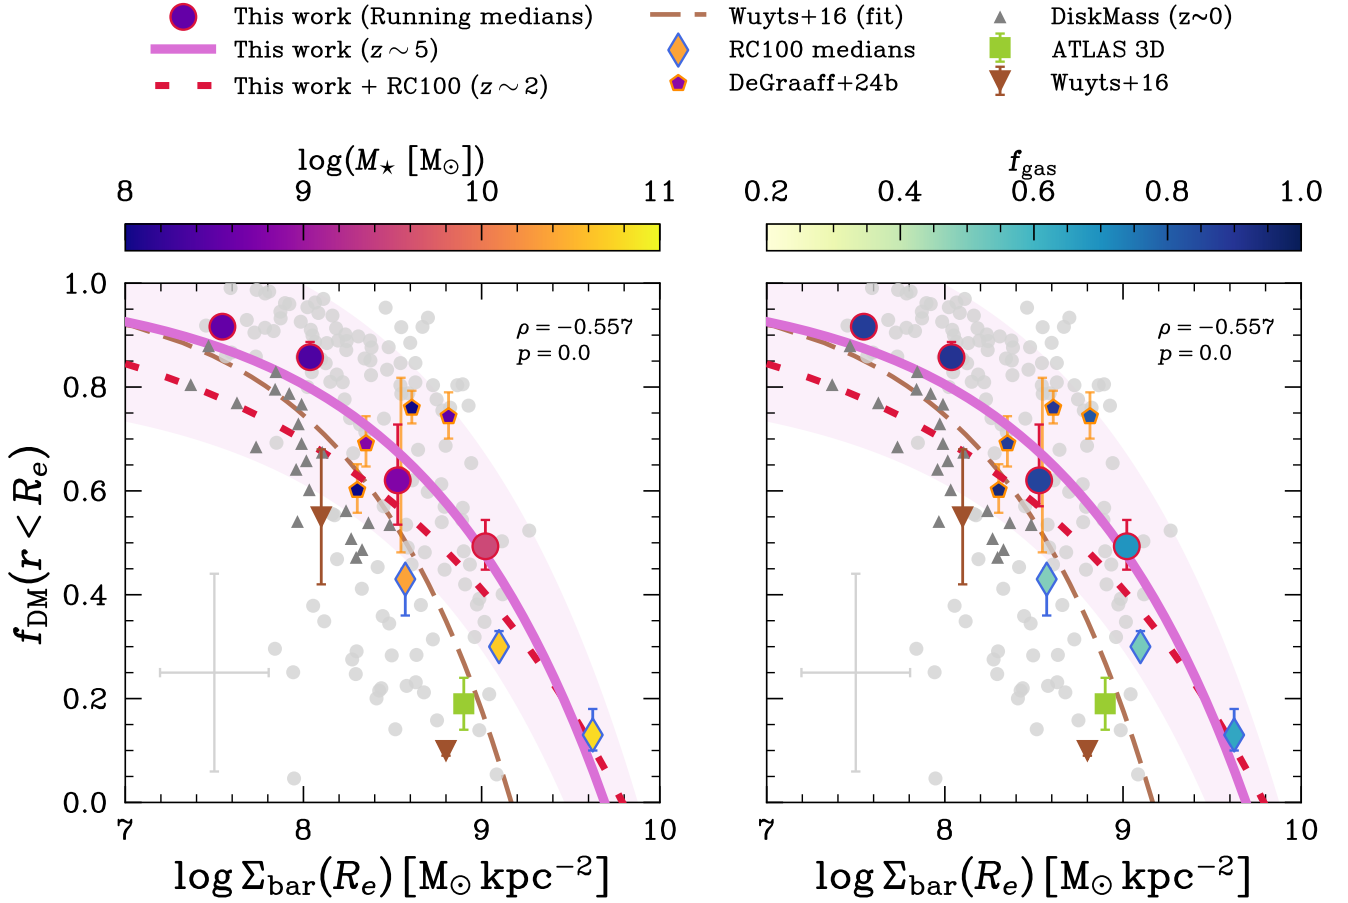 This work (Running medians)
This work (z ∼ 5)
This work + RC100 (z ∼ 2)
Wuyts+16 (fit)
RC100 medians
DeGraaff+24b
DiskMass (z~0)
ATLAS 3D
Wuyts+16
log(M⋆ [M⊙])
8 9 10 11
f_gas
0.2 0.4 0.6 0.8 1.0
f_DM(r < R_e)
1.0
0.8
0.6
0.4
0.2
0.0
ρ = −0.557
p = 0.0
7 8 9 10
log Σ_bar(R_e) [M⊙ kpc⁻²]
ρ = −0.557
p = 0.0
7 8 9 10
log Σ_bar(R_e) [M⊙ kpc⁻²]